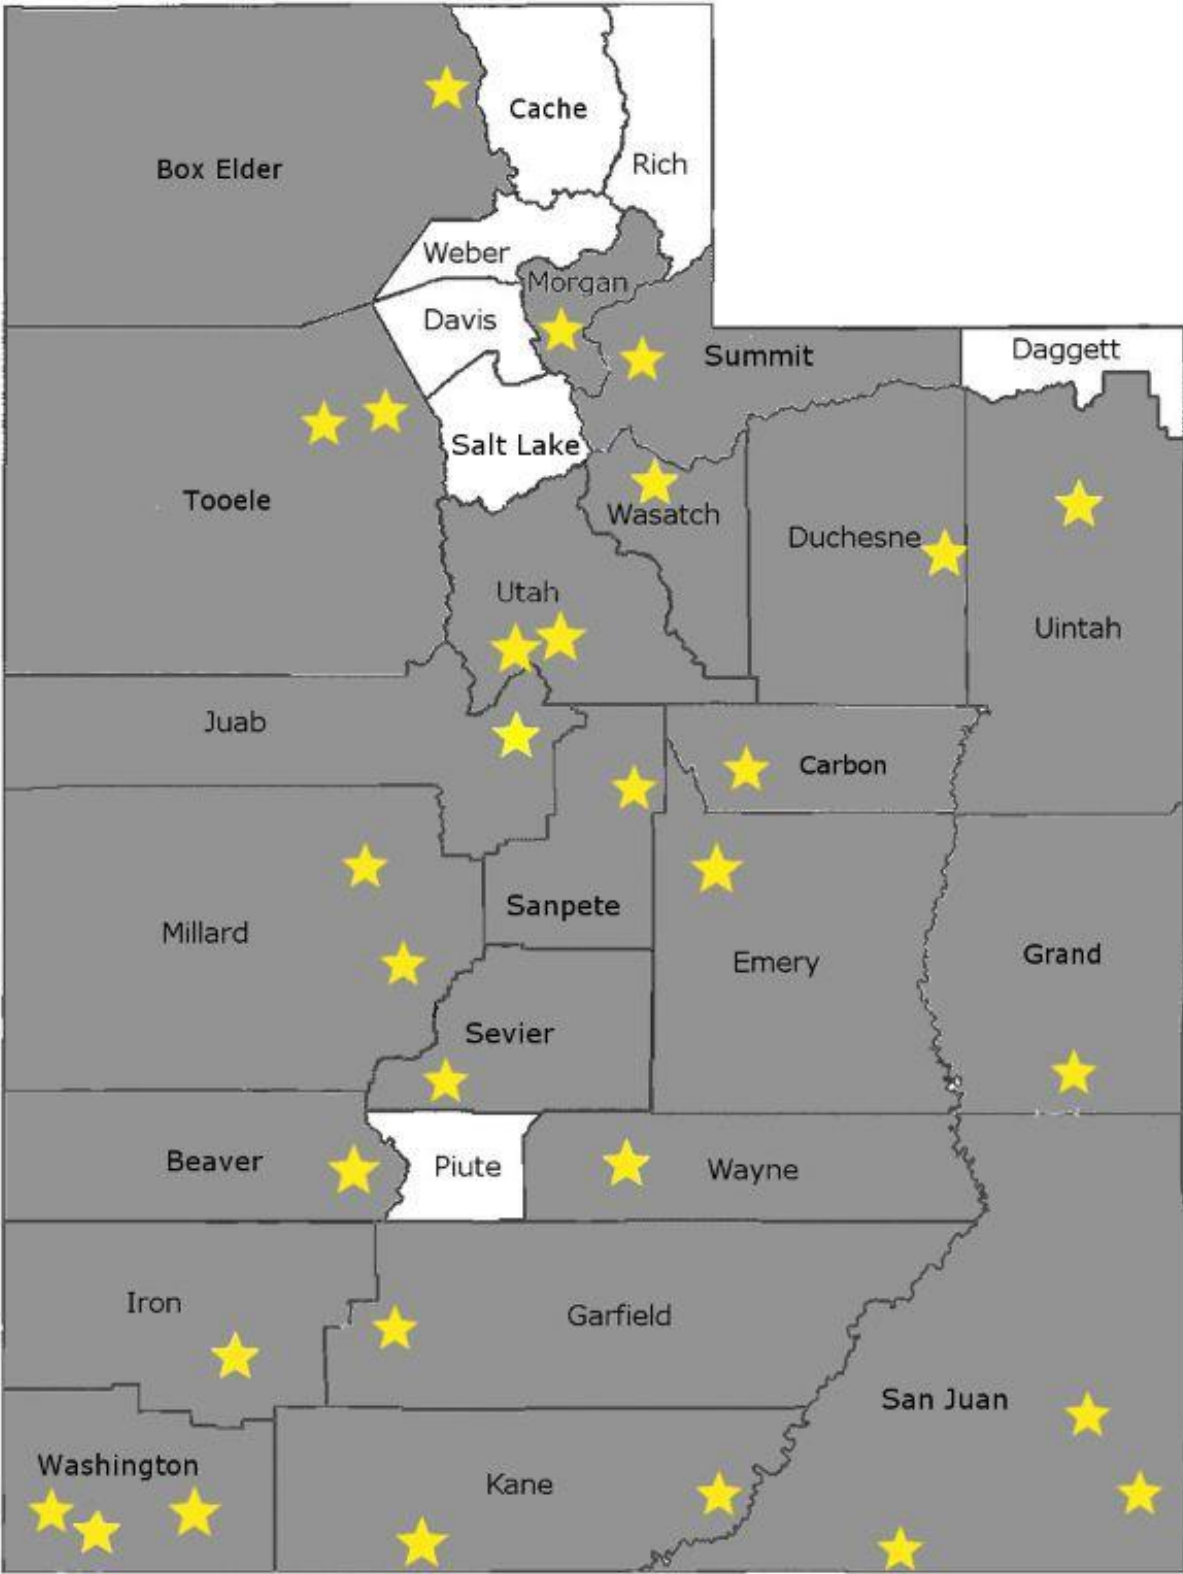 Cache
Box Elder
Rich
Weber
Morgan
Davis
Summit
Daggett
Salt Lake
Tooele
Wasatch
Duchesne
Utah
Uintah
Juab
Carbon
Sanpete
Millard
Emery
Grand
Sevier
Beaver
Piute
Wayne
Iron
Garfield
San Juan
Washington
Kane